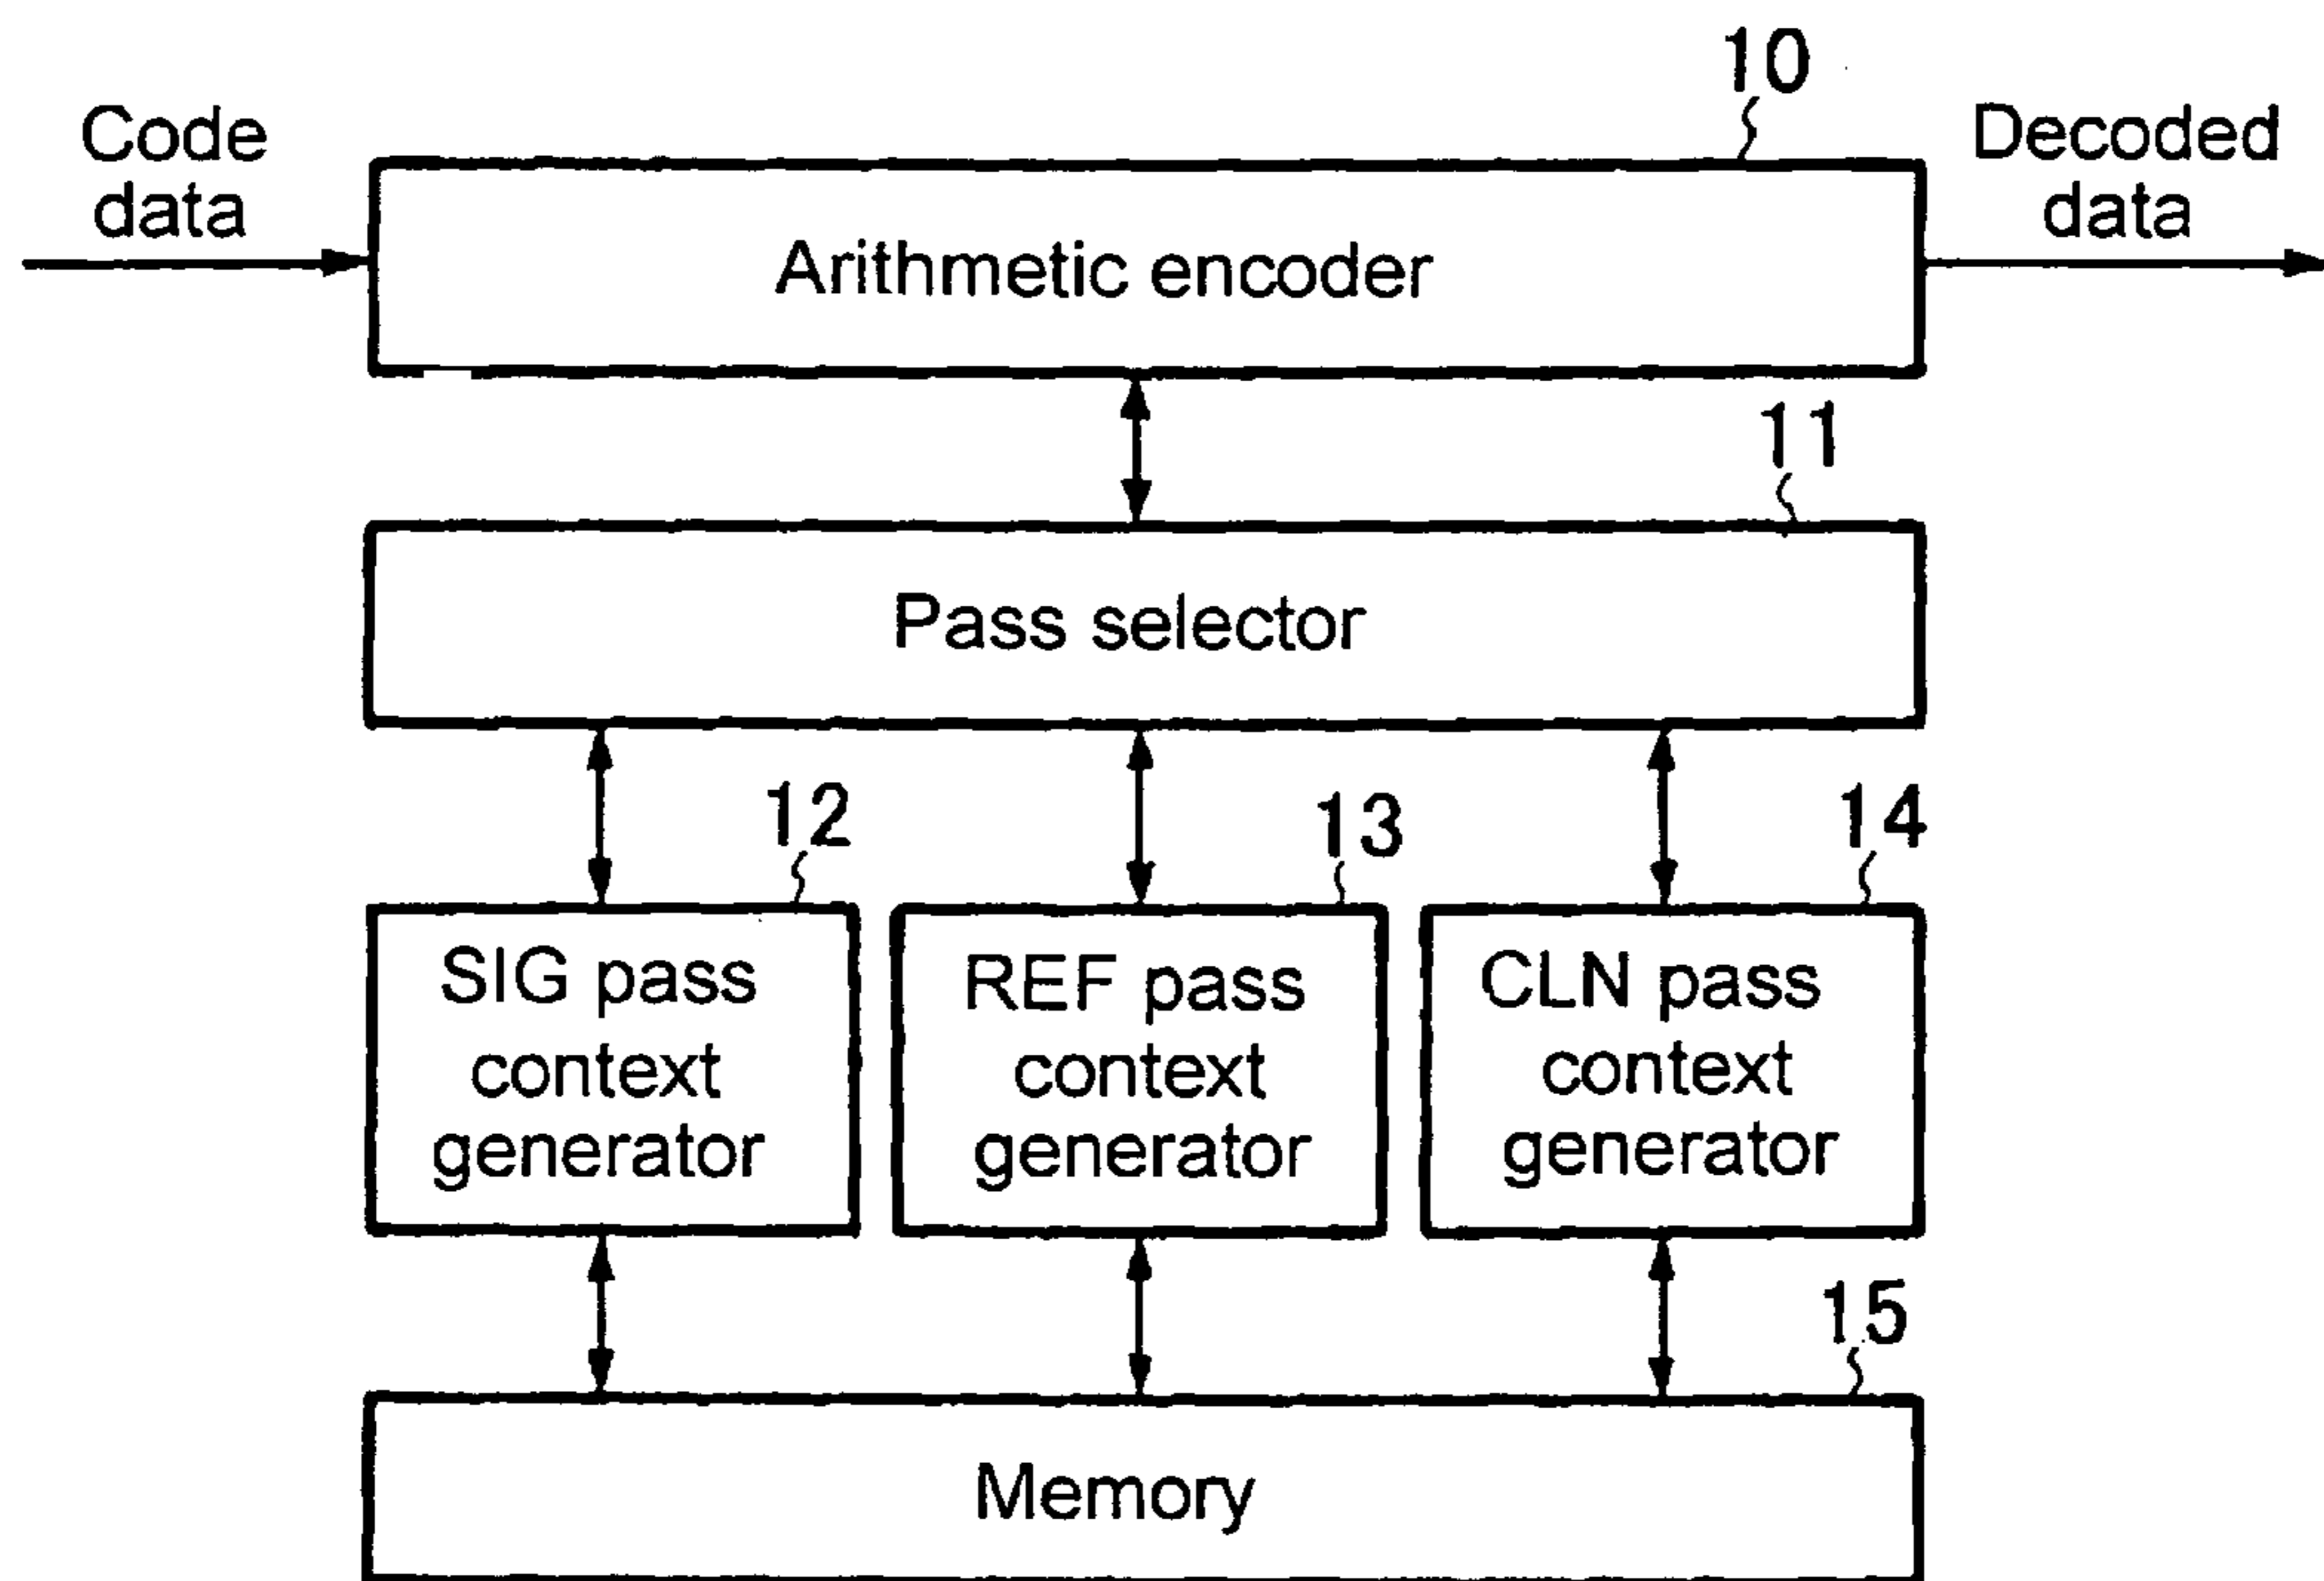 10
Code
data
Decoded
data
Arithmetic encoder
11
Pass selector
12
13
14
SIG pass
context
generator
REF pass
context
generator
CLN pass
context
generator
15
Memory